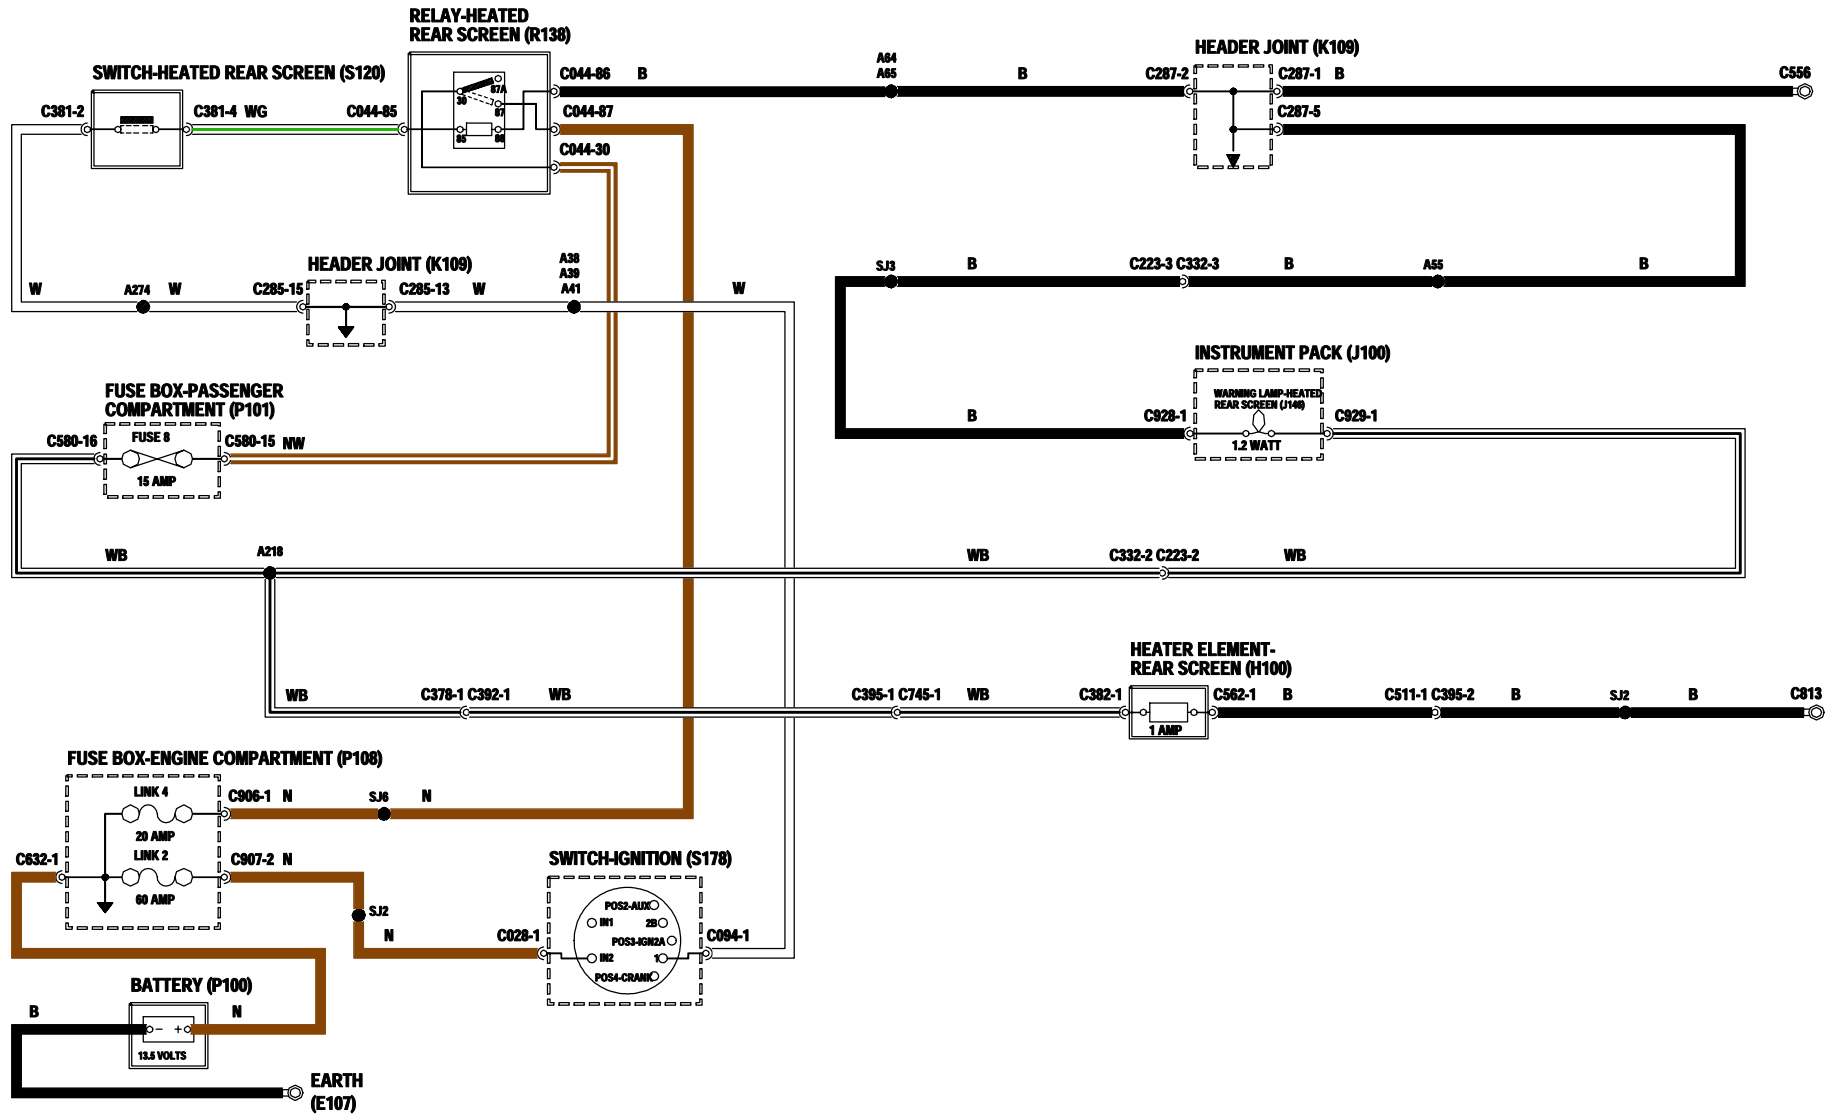 RELAY-HEATED
REAR SCREEN (R138)
SWITCH-HEATED REAR SCREEN (S120)
HEADER JOINT (K109)
C381-2
C381-4 WG
C044-85
C044-86 B
A64
A65
B
C287-2
C287-1 B
C556
C044-87
C287-5
C044-30
87A
30
87
85
86
HEADER JOINT (K109)
W
A274
W
C285-15
C285-13
W
A38
A39
A41
W
SJ3
B
C223-3 C332-3
B
A55
B
FUSE BOX-PASSENGER
COMPARTMENT (P101)
C580-16
FUSE 8
15 AMP
C580-15 NW
INSTRUMENT PACK (J100)
WARNING LAMP-HEATED
REAR SCREEN (J146)
1.2 WATT
B
C928-1
C929-1
WB
A218
WB
C332-2 C223-2
WB
HEATER ELEMENT-
REAR SCREEN (H100)
WB
C378-1 C392-1
WB
C395-1 C745-1
WB
C382-1
1 AMP
C562-1
B
C511-1 C395-2
B
SJ2
B
C813
FUSE BOX-ENGINE COMPARTMENT (P108)
LINK 4
20 AMP
C906-1 N
SJ6
N
C632-1
LINK 2
60 AMP
C907-2 N
SJ2
N
C028-1
SWITCH-IGNITION (S178)
POS2-AUX
IN1
2B
POS3-IGN2A
IN2
1
POS4-CRANK
C094-1
BATTERY (P100)
B
- +
N
13.5 VOLTS
EARTH
(E107)